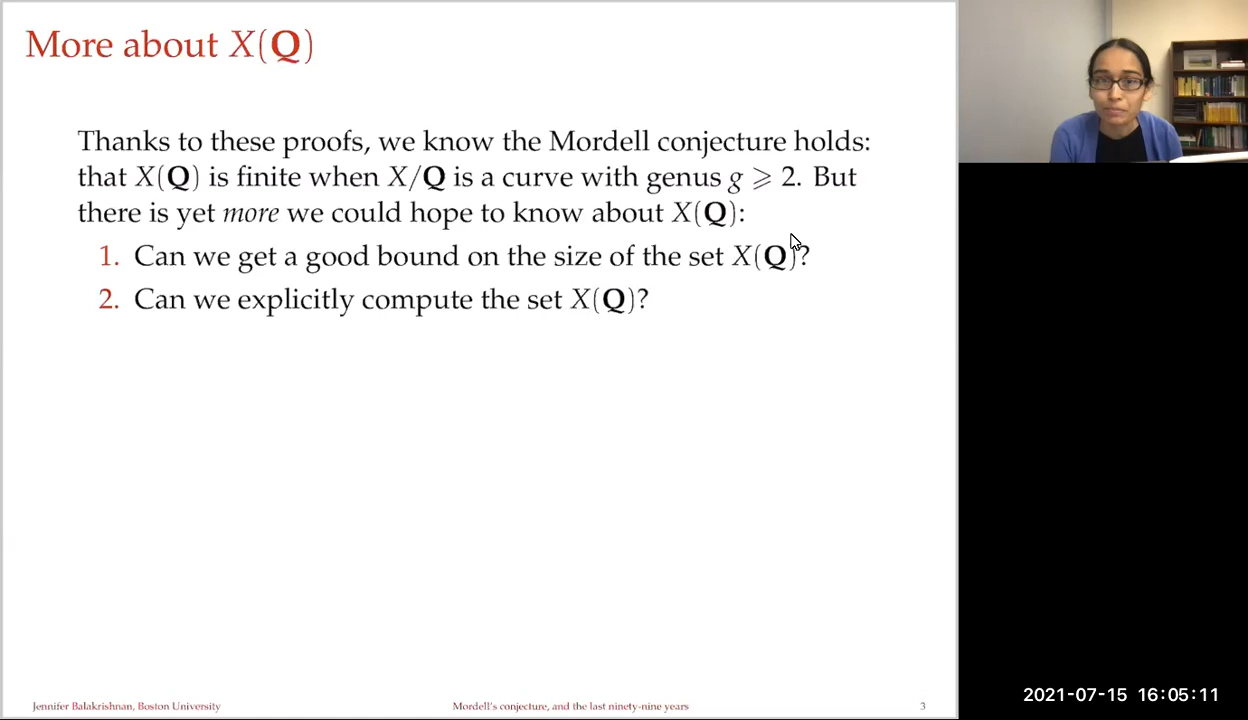 More about X(Q)
Thanks to these proofs, we know the Mordell conjecture holds:
that X(Q) is finite when X/Q is a curve with genus g ⩾ 2. But
there is yet more we could hope to know about X(Q):
1. Can we get a good bound on the size of the set X(Q)?
2. Can we explicitly compute the set X(Q)?
Jennifer Balakrishnan, Boston University
Mordell's conjecture, and the last ninety-nine years
3
2021-07-15 16:05:11